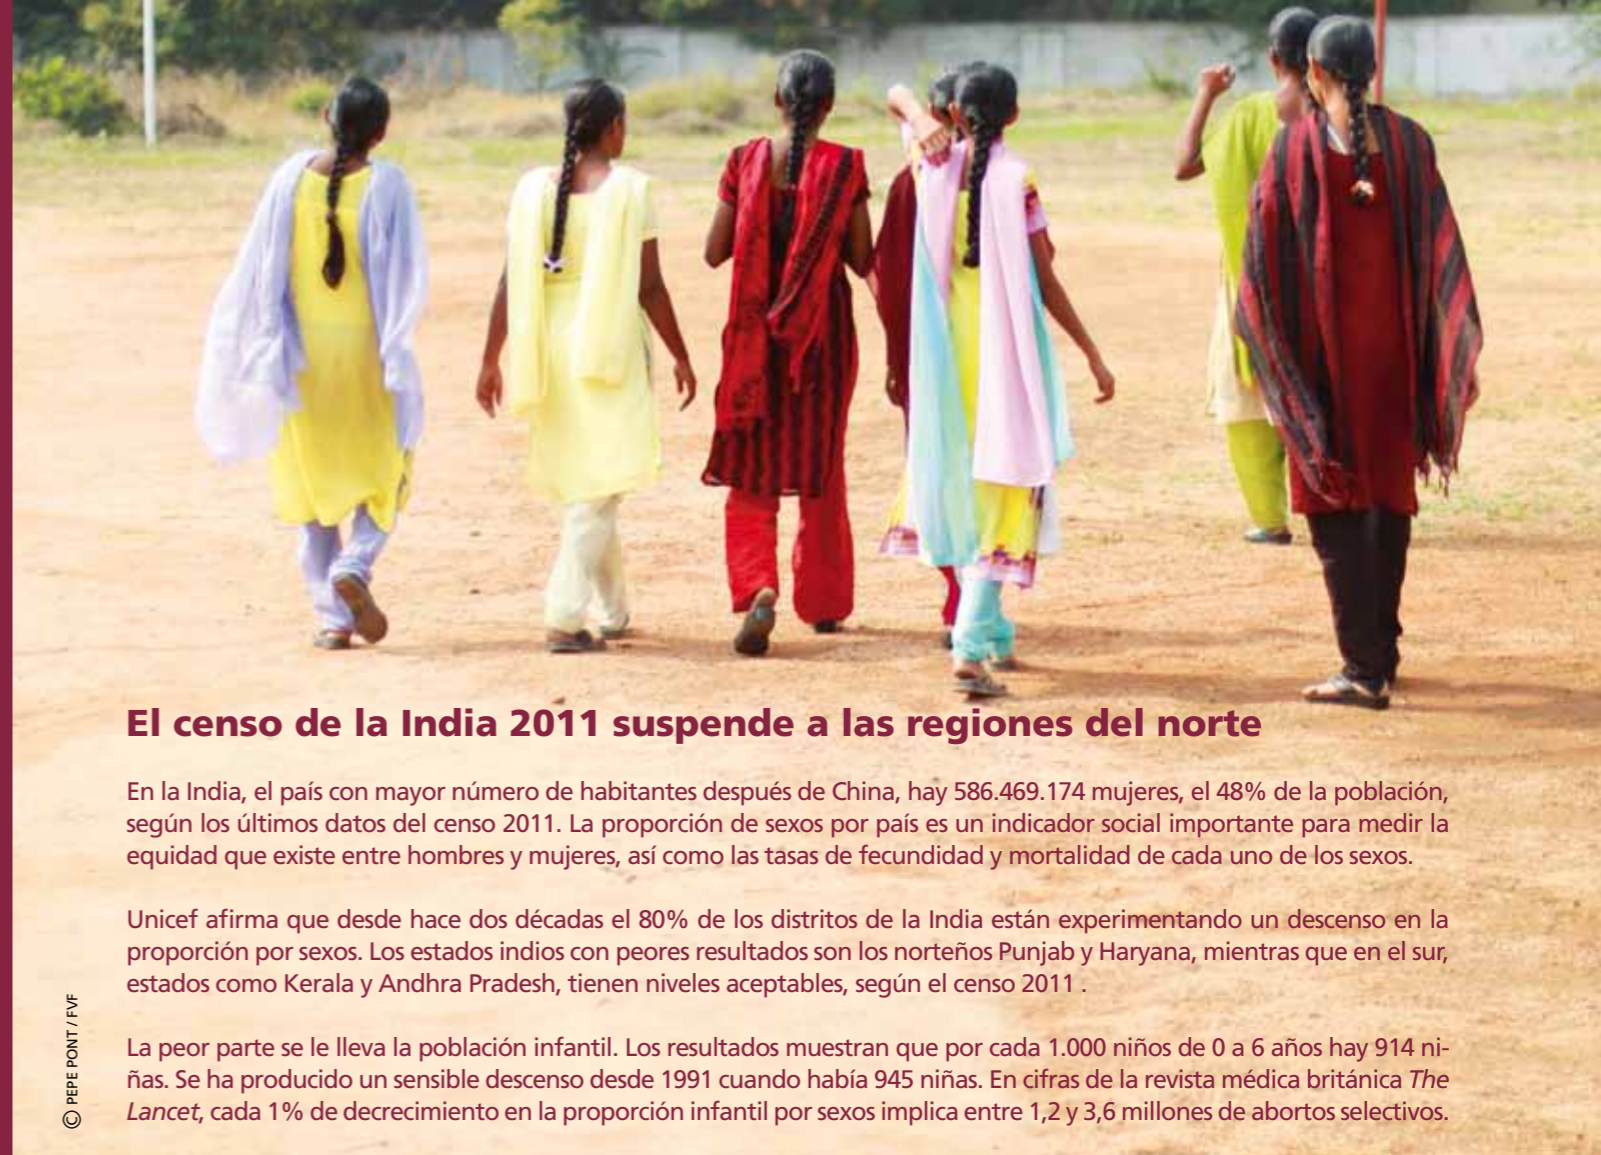 El censo de la India 2011 suspende a las regiones del norte
En la India, el país con mayor número de habitantes después de China, hay 586.469.174 mujeres, el 48% de la población,
según los últimos datos del censo 2011. La proporción de sexos por país es un indicador social importante para medir la
equidad que existe entre hombres y mujeres, así como las tasas de fecundidad y mortalidad de cada uno de los sexos.
Unicef afirma que desde hace dos décadas el 80% de los distritos de la India están experimentando un descenso en la
proporción por sexos. Los estados indios con peores resultados son los norteños Punjab y Haryana, mientras que en el sur,
estados como Kerala y Andhra Pradesh, tienen niveles aceptables, según el censo 2011 .
La peor parte se le lleva la población infantil. Los resultados muestran que por cada 1.000 niños de 0 a 6 años hay 914 ni-
ñas. Se ha producido un sensible descenso desde 1991 cuando había 945 niñas. En cifras de la revista médica británica The
Lancet, cada 1% de decrecimiento en la proporción infantil por sexos implica entre 1,2 y 3,6 millones de abortos selectivos.
© PEPE PONT / FVF